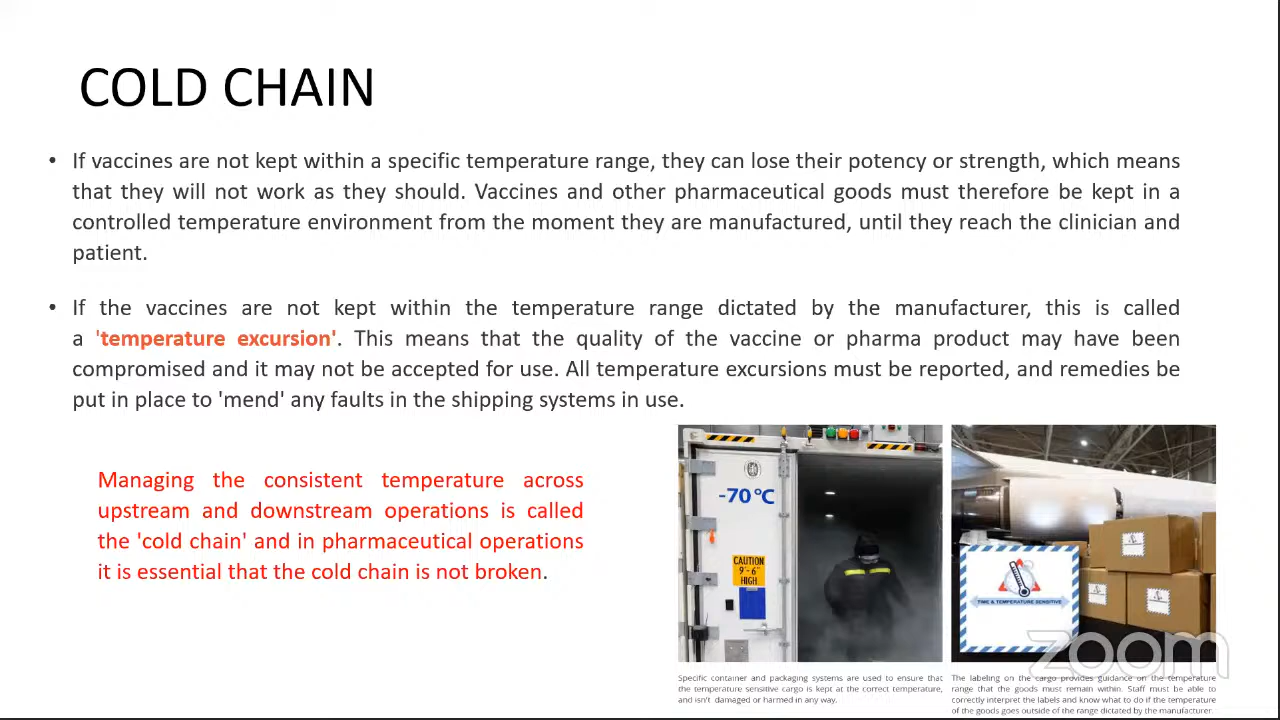 COLD CHAIN
• If vaccines are not kept within a specific temperature range, they can lose their potency or strength, which means
that they will not work as they should. Vaccines and other pharmaceutical goods must therefore be kept in a
controlled temperature environment from the moment they are manufactured, until they reach the clinician and
patient.
• If the vaccines are not kept within the temperature range dictated by the manufacturer, this is called
a 'temperature excursion'. This means that the quality of the vaccine or pharma product may have been
compromised and it may not be accepted for use. All temperature excursions must be reported, and remedies be
put in place to 'mend' any faults in the shipping systems in use.
Managing the consistent temperature across
upstream and downstream operations is called
the 'cold chain' and in pharmaceutical operations
it is essential that the cold chain is not broken.
-70°C
CAUTION
9'-6"
HIGH
TIME & TEMPERATURE SENSITIVE
zoom
Specific container and packaging systems are used to ensure that
the temperature sensitive cargo is kept at the correct temperature,
and isn't damaged or harmed in any way.
The labeling on the cargo provides guidance on the temperature
range that the goods must remain within. Staff must be able to
correctly interpret the labels and know what to do if the temperature
of the goods goes outside of the range dictated by the manufacturer.